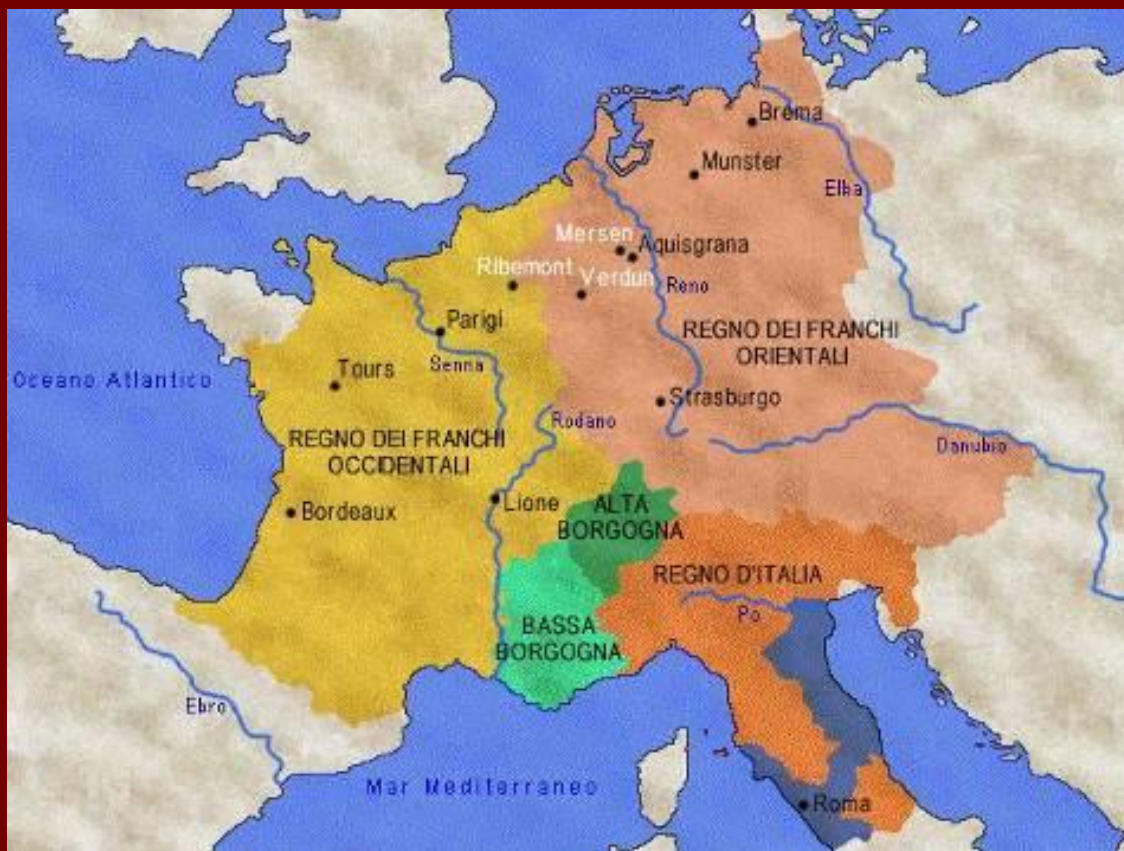 Brema
Munster
Elba
Mersen
Aquisgrana
Ribemont
Verdun
Reno
Parigi
REGNO DEI FRANCHI
ORIENTALI
Senna
Tours
Oceano Atlantico
Strasburgo
Rodano
REGNO DEI FRANCHI
OCCIDENTALI
Danubio
Lione
Bordeaux
ALTA
BORGOGNA
REGNO D'ITALIA
Po
BASSA
BORGOGNA
Ebro
Mar Mediterraneo
Roma